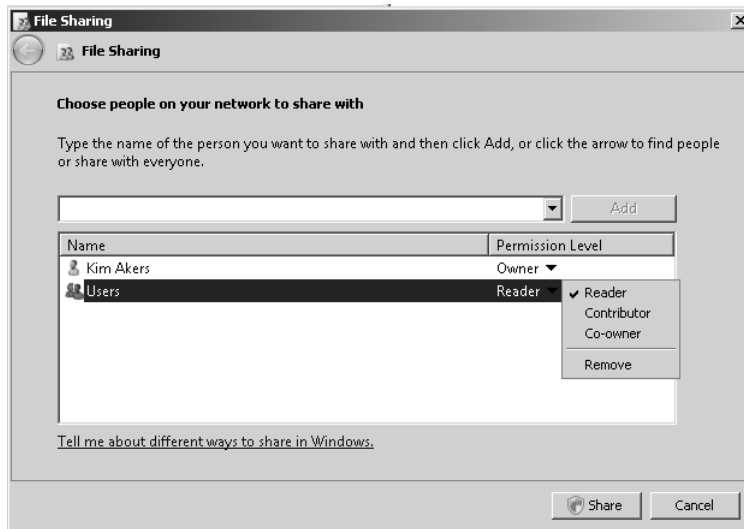 File Sharing
File Sharing
Choose people on your network to share with
Type the name of the person you want to share with and then click Add, or click the arrow to find people
or share with everyone.
Add
Name Permission Level
Kim Akers Owner
Users Reader
Reader
Contributor
Co-owner
Remove
Tell me about different ways to share in Windows.
Share Cancel